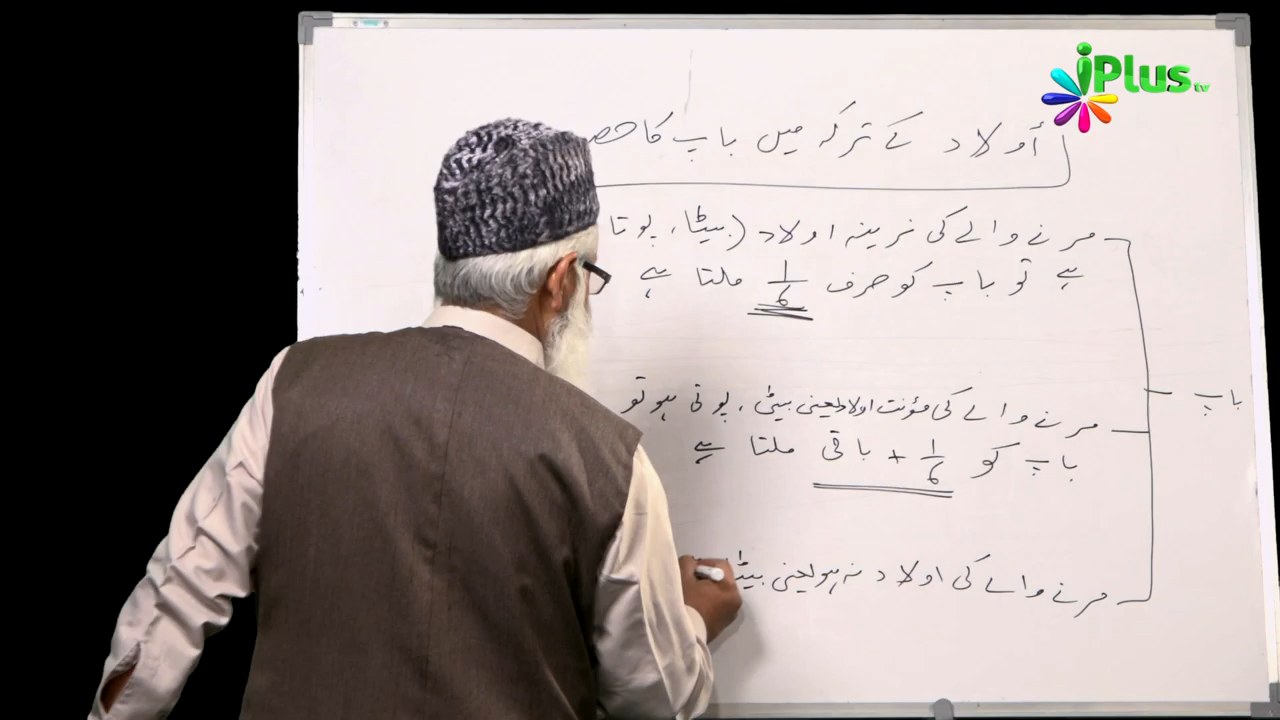 iPlus tv
أولاد کے ترکہ میں باپ کا حصہ
مرنے والے کی نرینہ اولاد (بیٹا، پوتا
ہے تو باپ کو صرف 1/6 ملتا ہے
باپ
مرنے والے کی مؤنث اولاد یعنی بیٹی، پوتی ہو تو
باپ کو 1/6 + باقی ملتا ہے
مرنے والے کی اولاد نہ ہو یعنی بیٹا